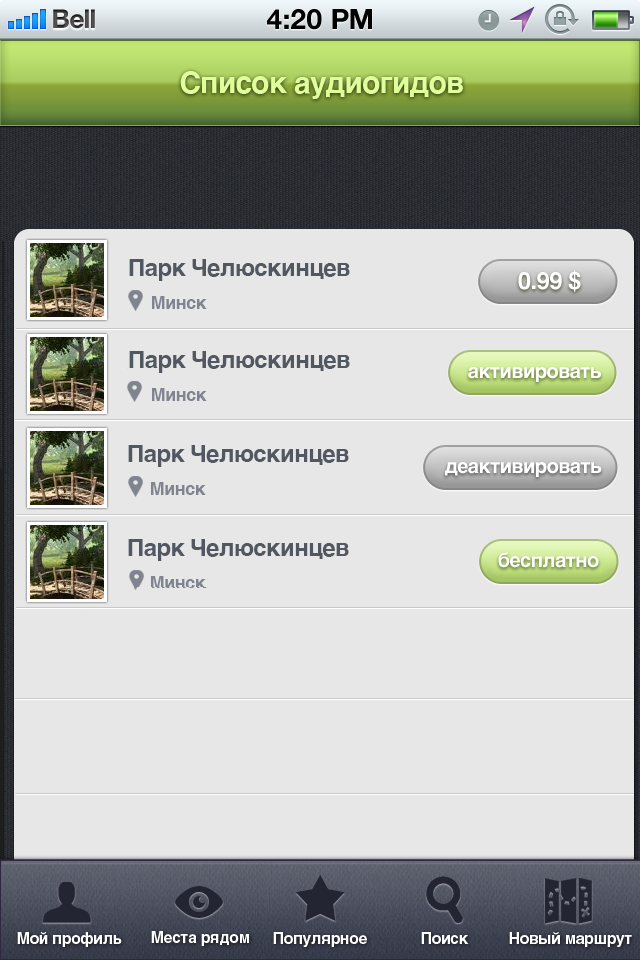 Bell 4:20 PM
Список аудиогидов
Парк Челюскинцев
0.99 $
Минск
Парк Челюскинцев
активировать
Минск
Парк Челюскинцев
деактивировать
Минск
Парк Челюскинцев
бесплатно
Минск
Мой профиль Места рядом Популярное Поиск Новый маршрут